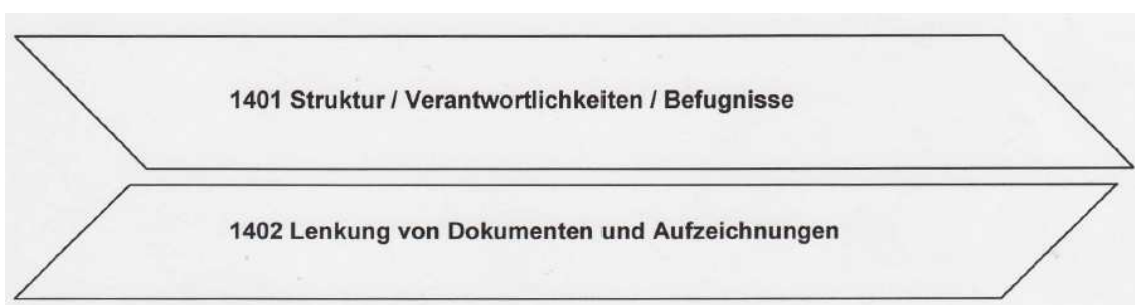 1401 Struktur / Verantwortlichkeiten / Befugnisse
1402 Lenkung von Dokumenten und Aufzeichnungen